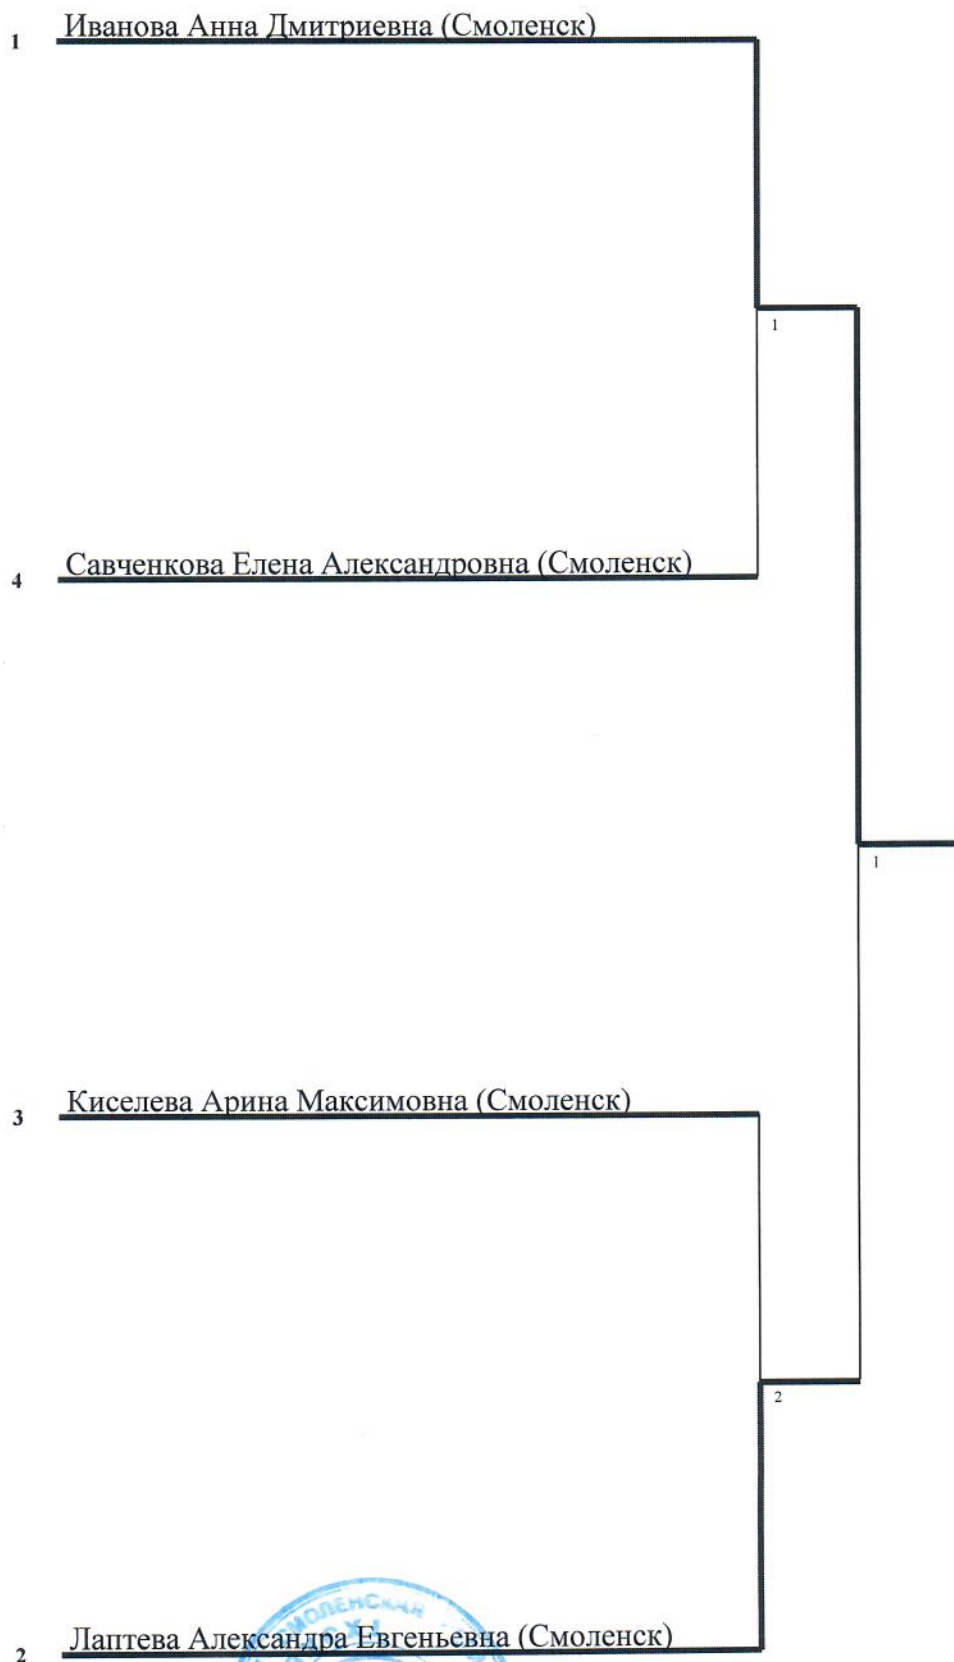 1 Иванова Анна Дмитриевна (Смоленск)
1
4 Савченкова Елена Александровна (Смоленск)
1
3 Киселева Арина Максимовна (Смоленск)
2
СМОЛЕНСКАЯ
2 Лаптева Александра Евгеньевна (Смоленск)